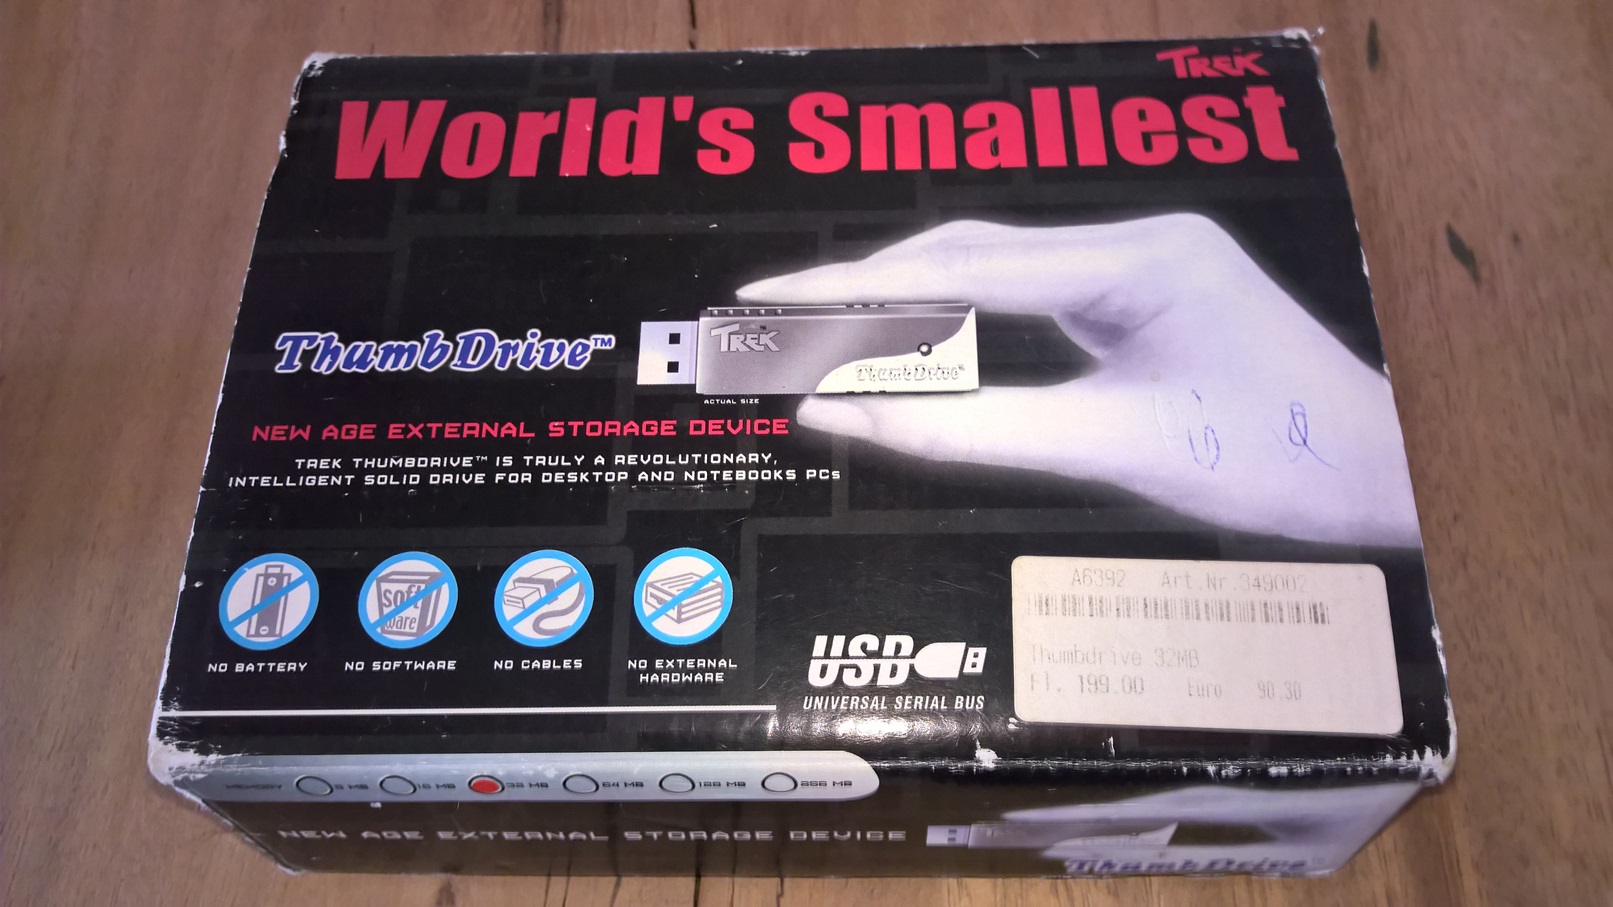 TREK
World's Smallest
ThumbDrive™
TREK
ThumbDrive
ACTUAL SIZE
NEW AGE EXTERNAL STORAGE DEVICE
TREK THUMBDRIVE™ IS TRULY A REVOLUTIONARY,
INTELLIGENT SOLID DRIVE FOR DESKTOP AND NOTEBOOKS PCs
soft
ware
NO BATTERY
NO SOFTWARE
NO CABLES
NO EXTERNAL
HARDWARE
USB
UNIVERSAL SERIAL BUS
A6392 Art.Nr.349002
Thumbdrive 32MB
Fl. 199.00 Euro 90.30
MEMORY 8 MB 16 MB 32 MB 64 MB 128 MB 256 MB
NEW AGE EXTERNAL STORAGE DEVICE
ThumbDrive